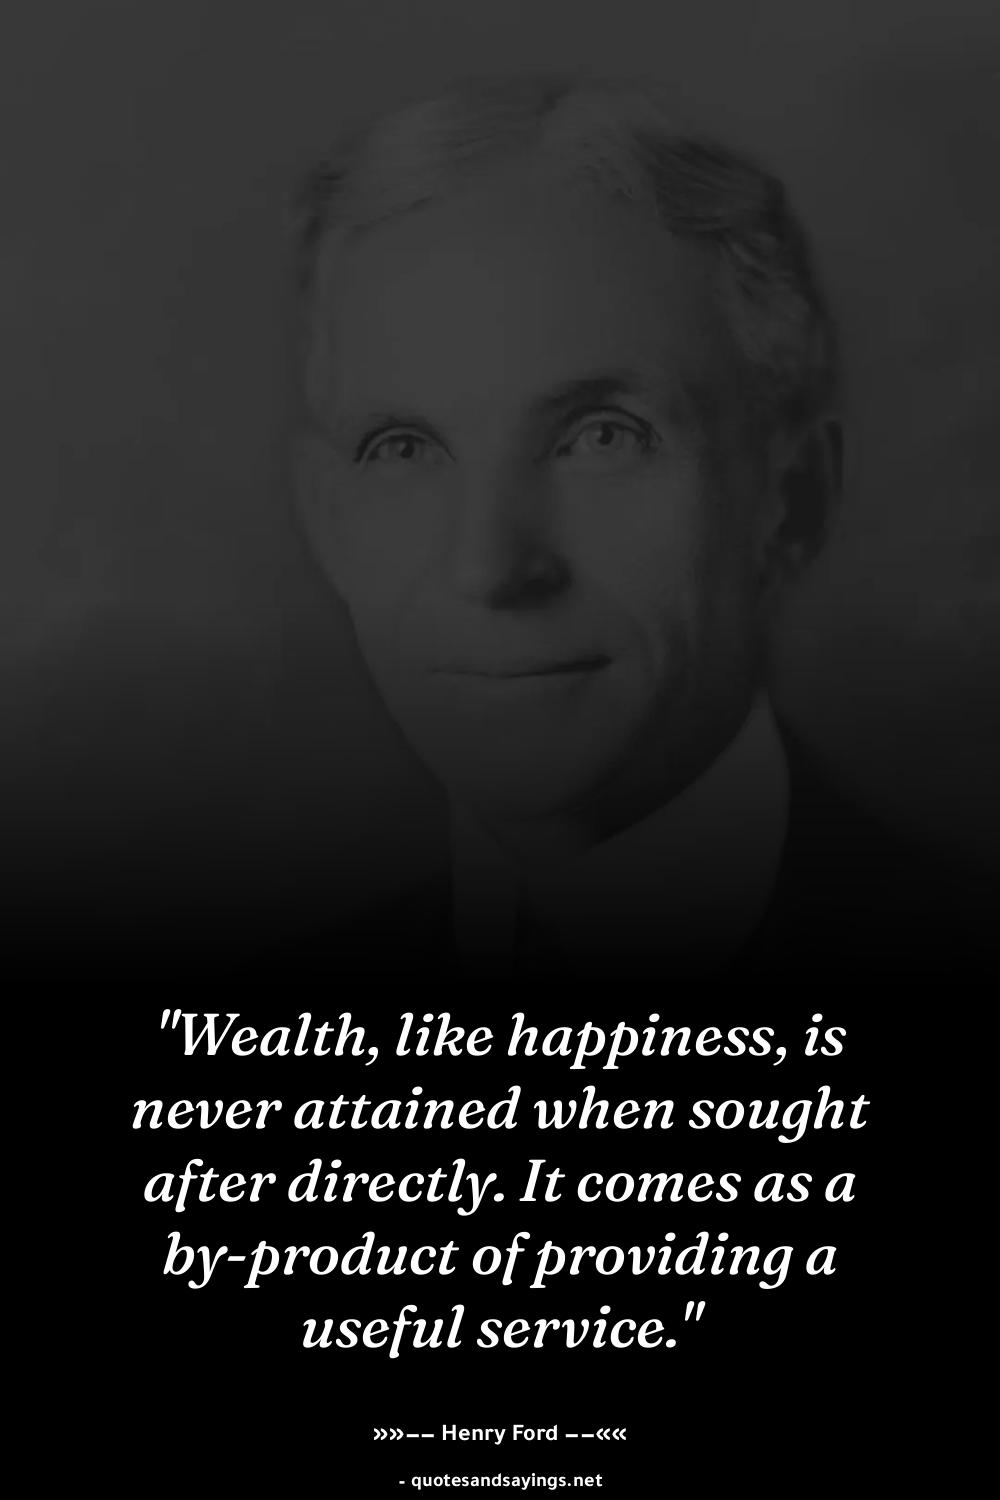 "Wealth, like happiness, is
never attained when sought
after directly. It comes as a
by-product of providing a
useful service."
»»–– Henry Ford ––««
- quotesandsayings.net